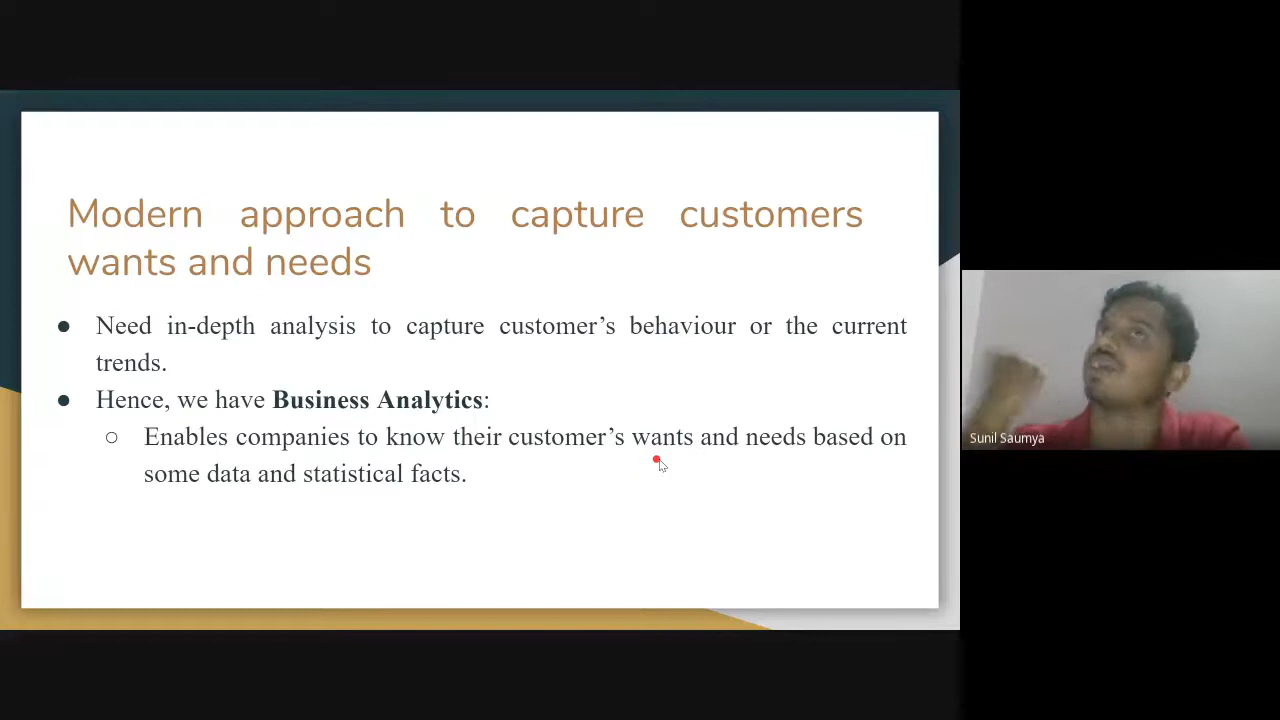 Modern approach to capture customers
wants and needs
● Need in-depth analysis to capture customer’s behaviour or the current
trends.
● Hence, we have Business Analytics:
○ Enables companies to know their customer’s wants and needs based on
some data and statistical facts.
Sunil Saumya